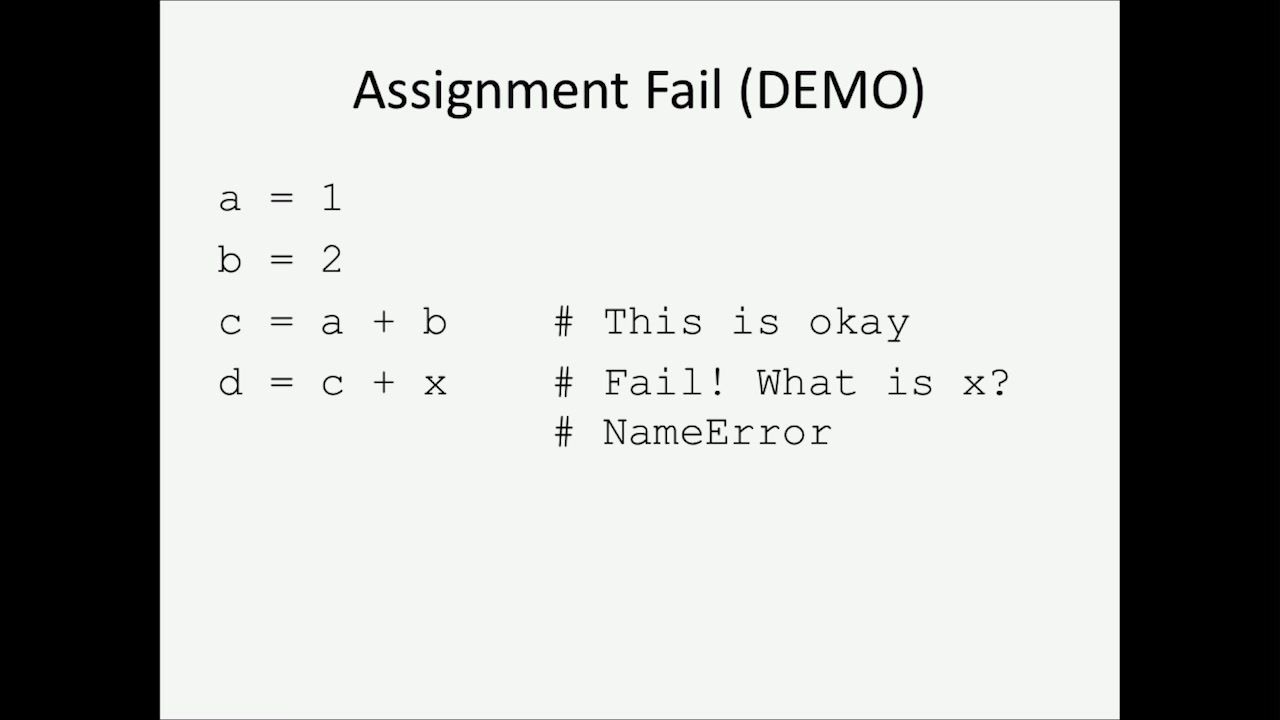 Assignment Fail (DEMO)
a = 1
b = 2
c = a + b # This is okay
d = c + x # Fail! What is x?
# NameError